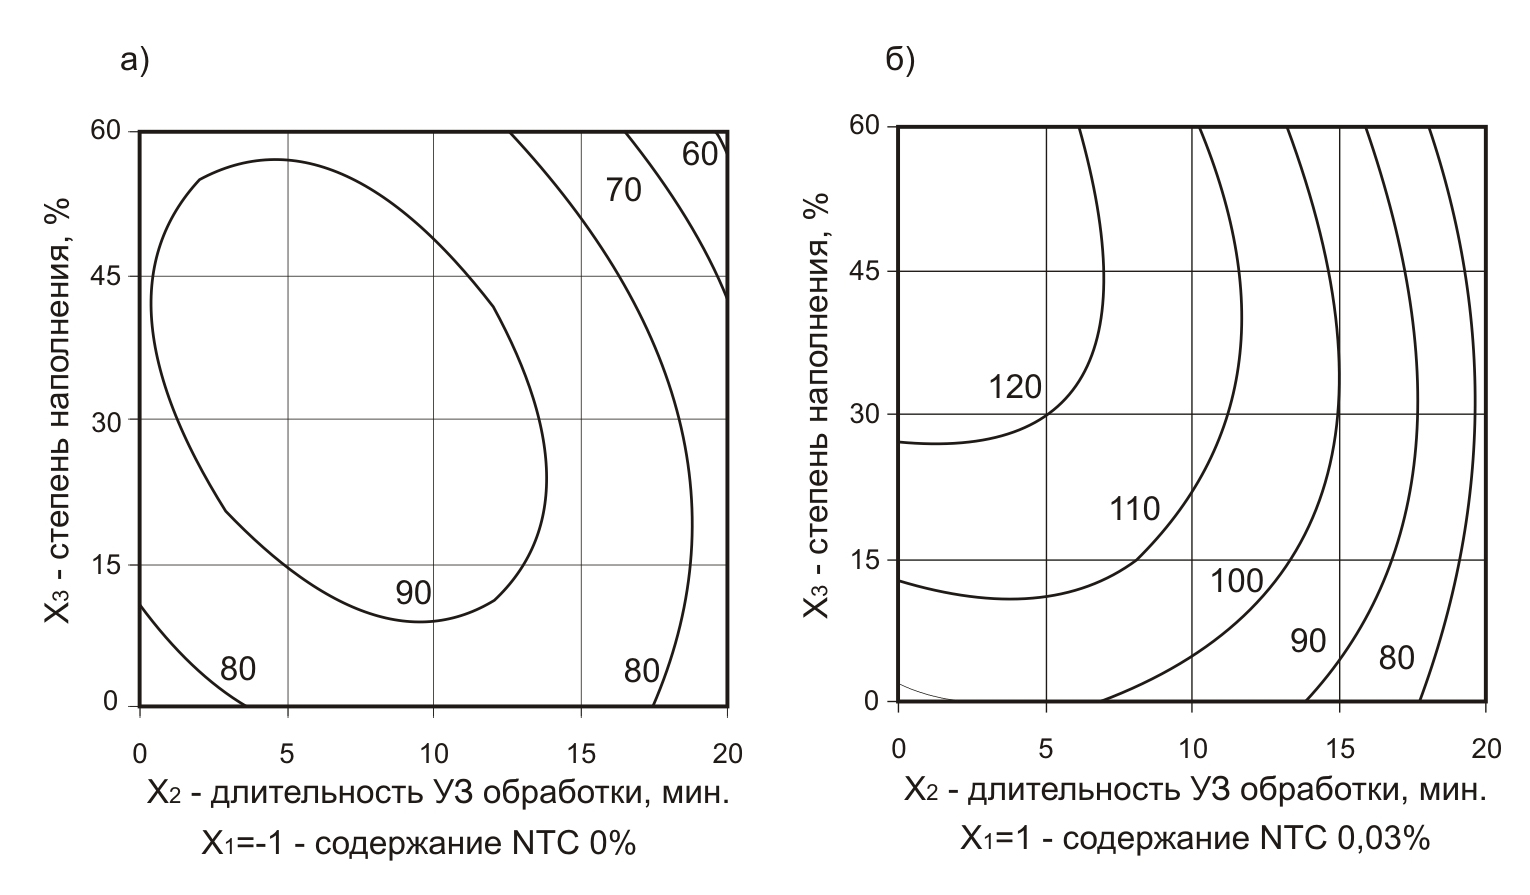 а)
60
45
30
15
0
X3 - степень наполнения, %
60
70
90
80
80
0 5 10 15 20
X2 - длительность УЗ обработки, мин.
X1=-1 - содержание NTC 0%
б)
60
45
30
15
0
X3 - степень наполнения, %
120
110
100
90
80
0 5 10 15 20
X2 - длительность УЗ обработки, мин.
X1=1 - содержание NTC 0,03%